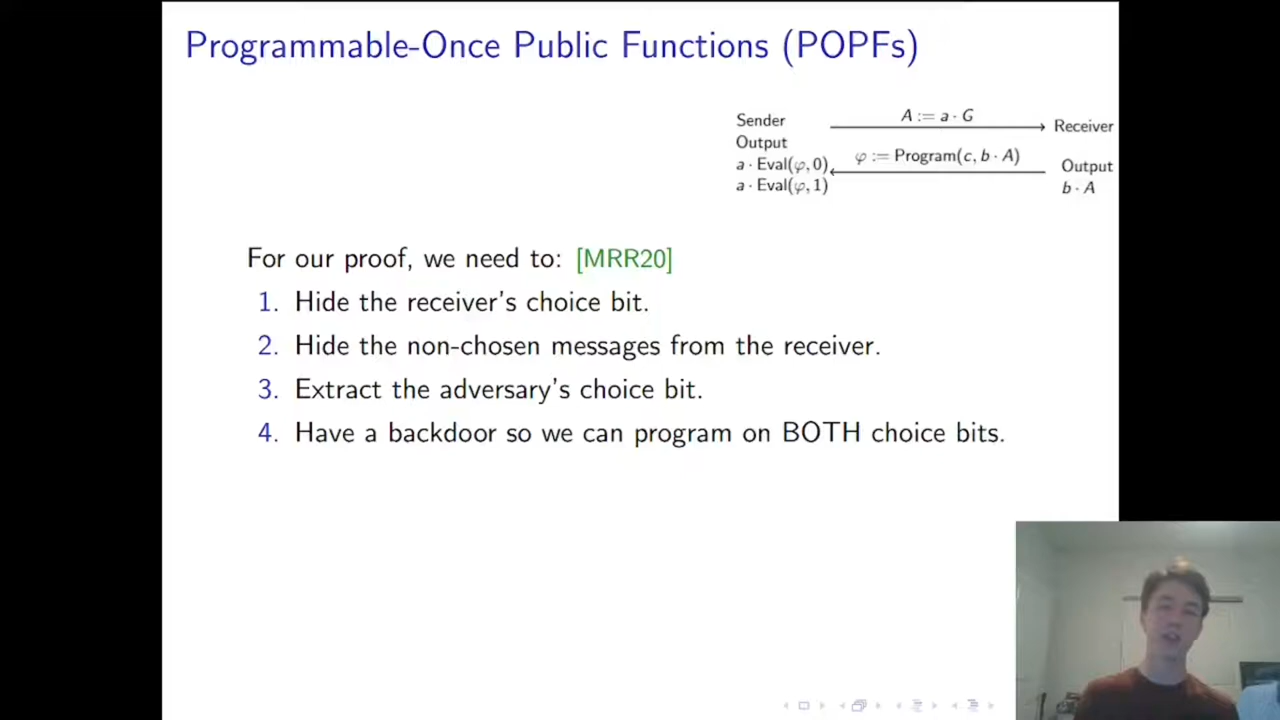 Programmable-Once Public Functions (POPFs)
Sender
Output
a · Eval(φ, 0)
a · Eval(φ, 1)
A := a · G
φ := Program(c, b · A)
Receiver
Output
b · A
For our proof, we need to: [MRR20]
1. Hide the receiver's choice bit.
2. Hide the non-chosen messages from the receiver.
3. Extract the adversary's choice bit.
4. Have a backdoor so we can program on BOTH choice bits.